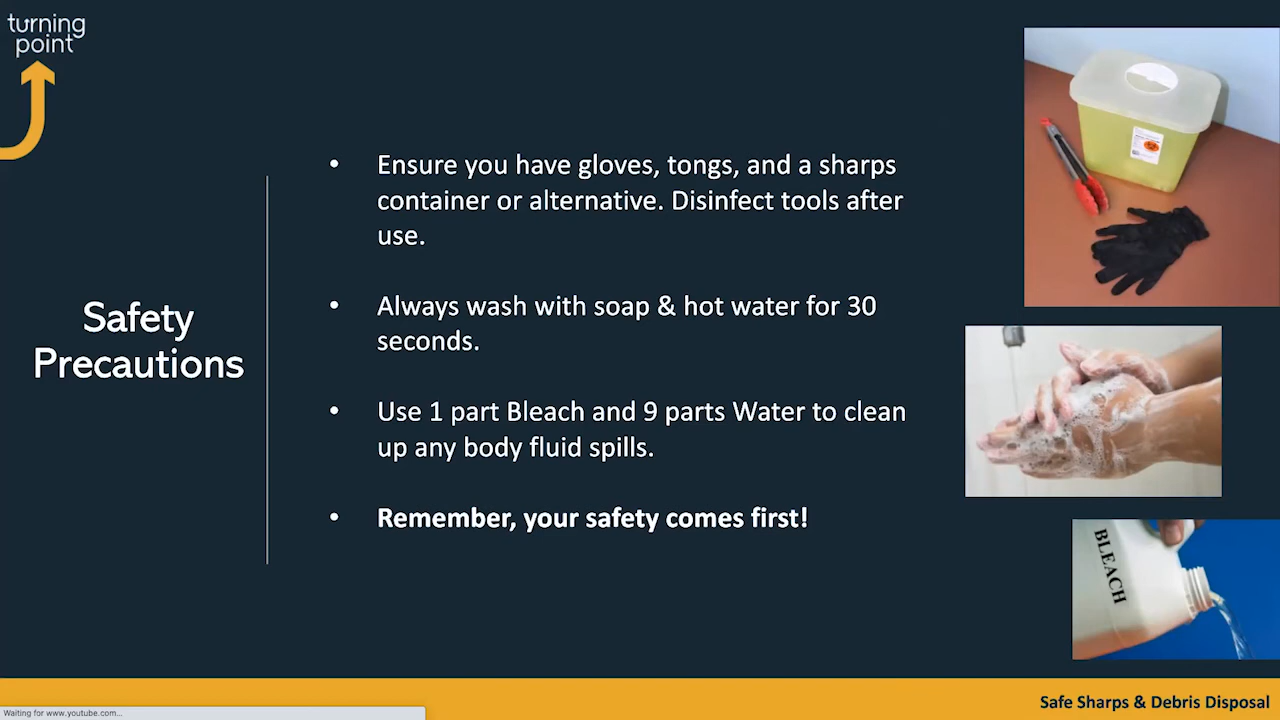 turning
point
Safety
Precautions
• Ensure you have gloves, tongs, and a sharps
container or alternative. Disinfect tools after
use.
• Always wash with soap & hot water for 30
seconds.
• Use 1 part Bleach and 9 parts Water to clean
up any body fluid spills.
• Remember, your safety comes first!
BLEACH
Safe Sharps & Debris Disposal
Waiting for www.youtube.com...